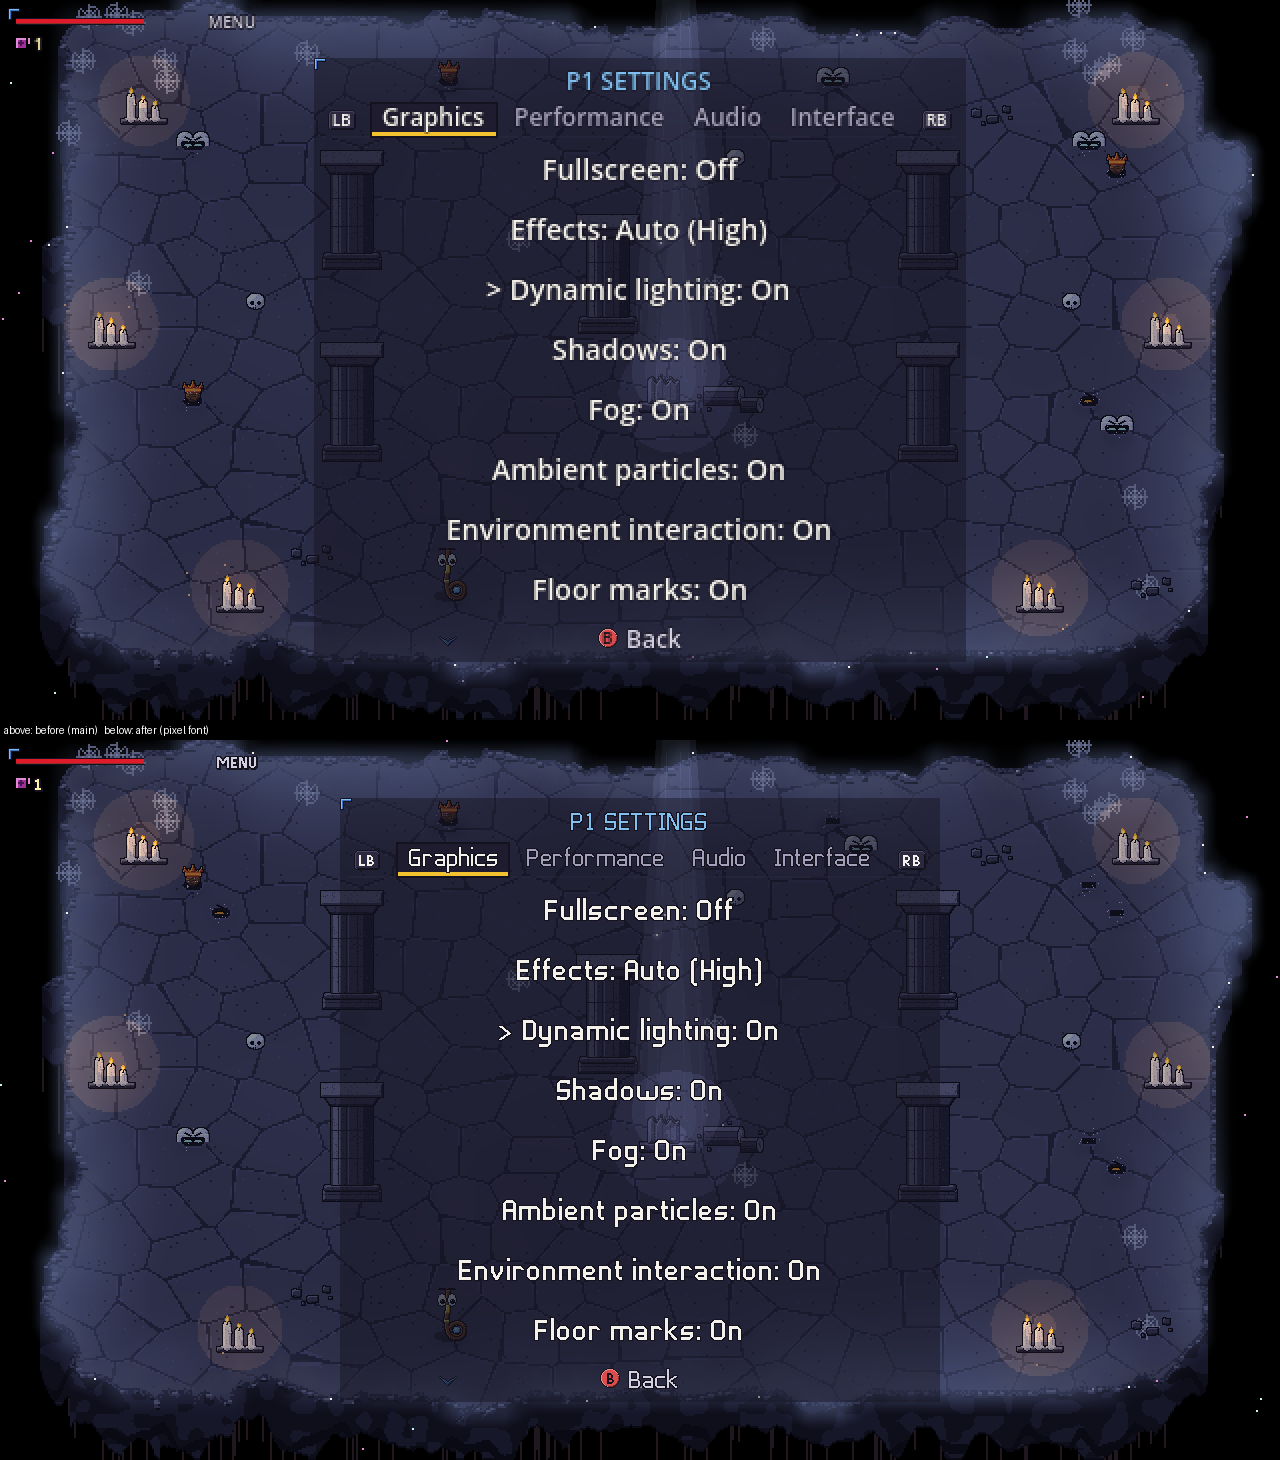 MENU
1
P1 SETTINGS
LB Graphics Performance Audio Interface RB
Fullscreen: Off
Effects: Auto (High)
> Dynamic lighting: On
Shadows: On
Fog: On
Ambient particles: On
Environment interaction: On
Floor marks: On
B Back
above: before (main) below: after (pixel font)
MENU
1
P1 SETTINGS
LB Graphics Performance Audio Interface RB
Fullscreen: Off
Effects: Auto (High)
> Dynamic lighting: On
Shadows: On
Fog: On
Ambient particles: On
Environment interaction: On
Floor marks: On
B Back